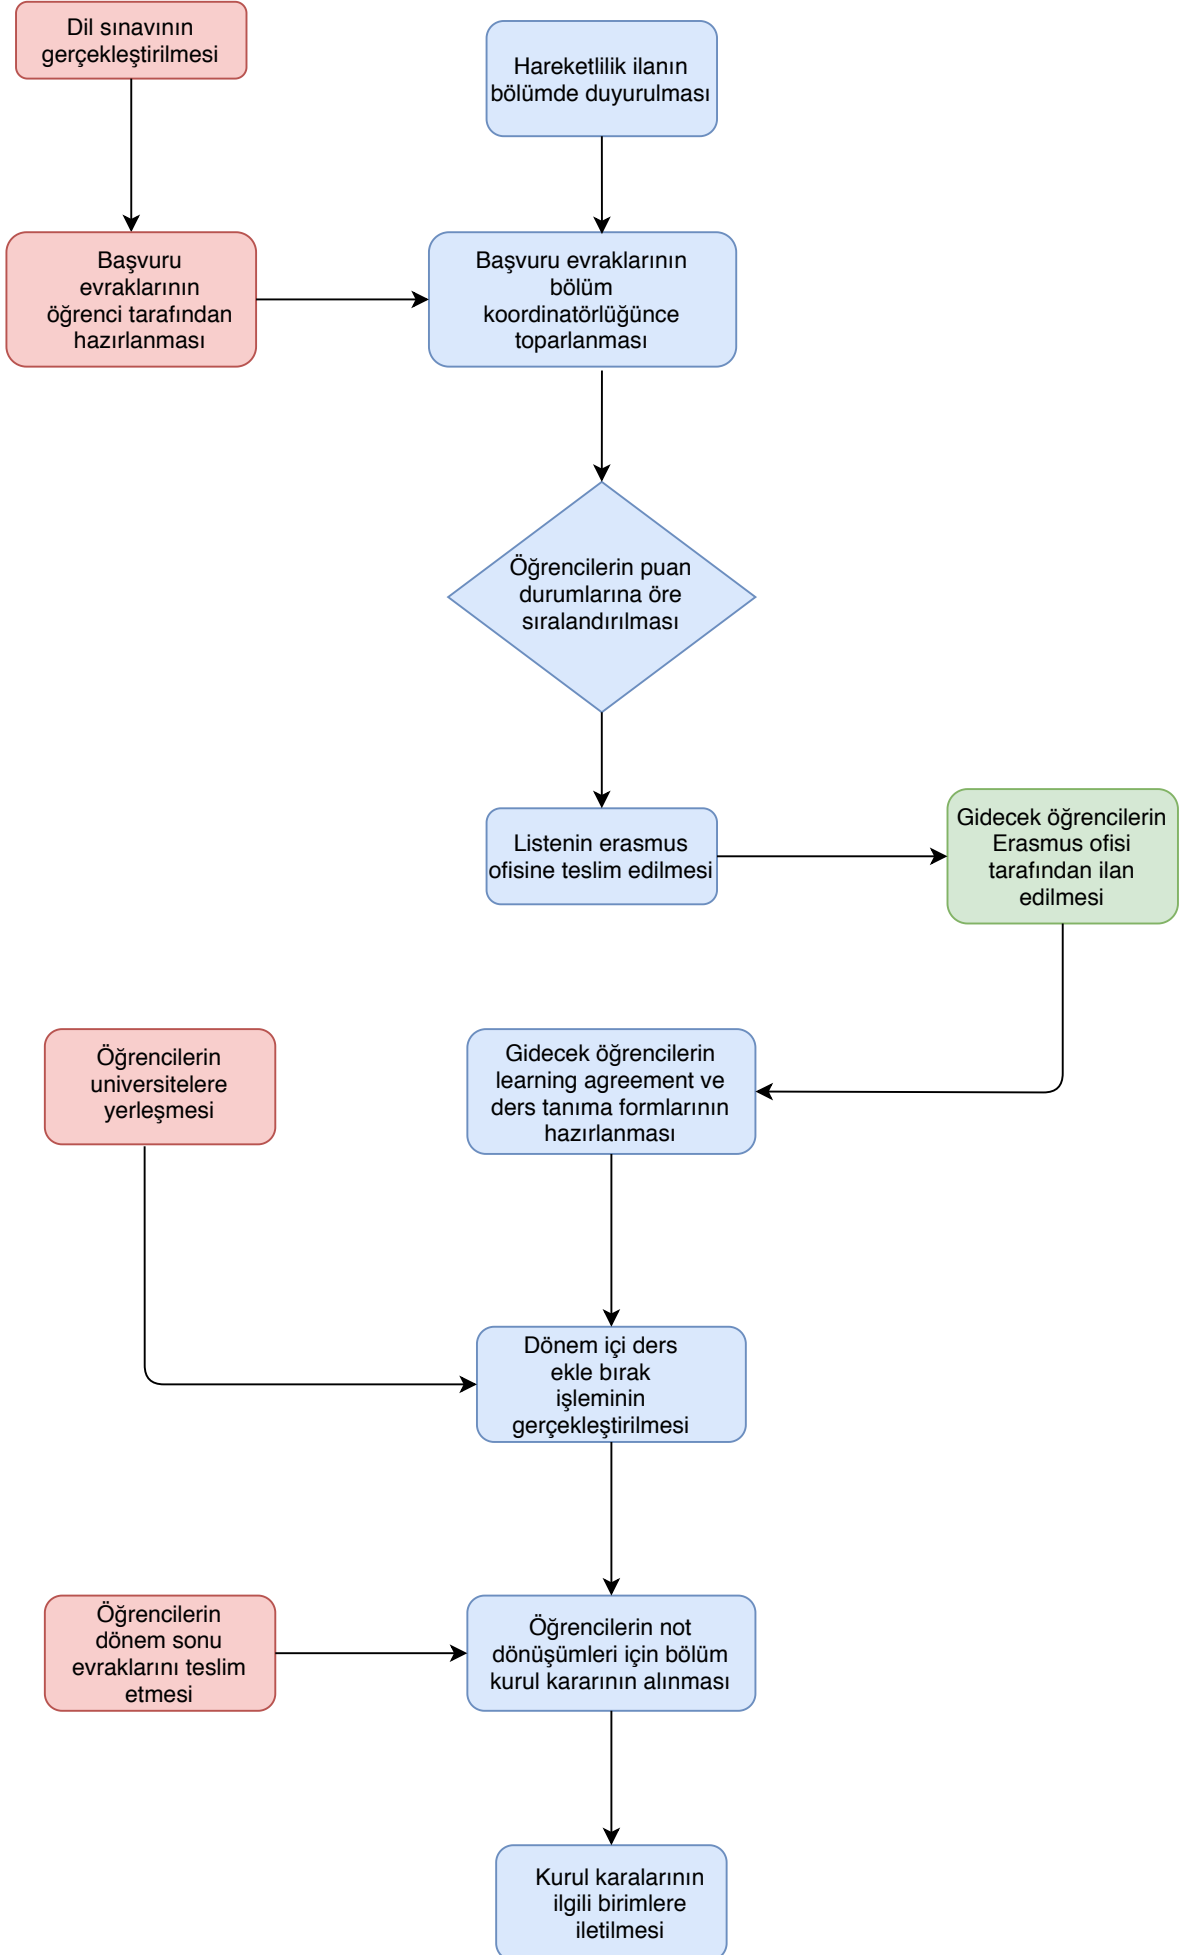 Dil sınavının
gerçekleştirilmesi
Hareketlilik ilanın
bölümde duyurulması
Başvuru
evraklarının
öğrenci tarafından
hazırlanması
Başvuru evraklarının
bölüm
koordinatörlüğünce
toparlanması
Öğrencilerin puan
durumlarına öre
sıralandırılması
Listenin erasmus
ofisine teslim edilmesi
Gidecek öğrencilerin
Erasmus ofisi
tarafından ilan
edilmesi
Öğrencilerin
universitelere
yerleşmesi
Gidecek öğrencilerin
learning agreement ve
ders tanıma formlarının
hazırlanması
Dönem içi ders
ekle bırak
işleminin
gerçekleştirilmesi
Öğrencilerin
dönem sonu
evraklarını teslim
etmesi
Öğrencilerin not
dönüşümleri için bölüm
kurul kararının alınması
Kurul karalarının
ilgili birimlere
iletilmesi